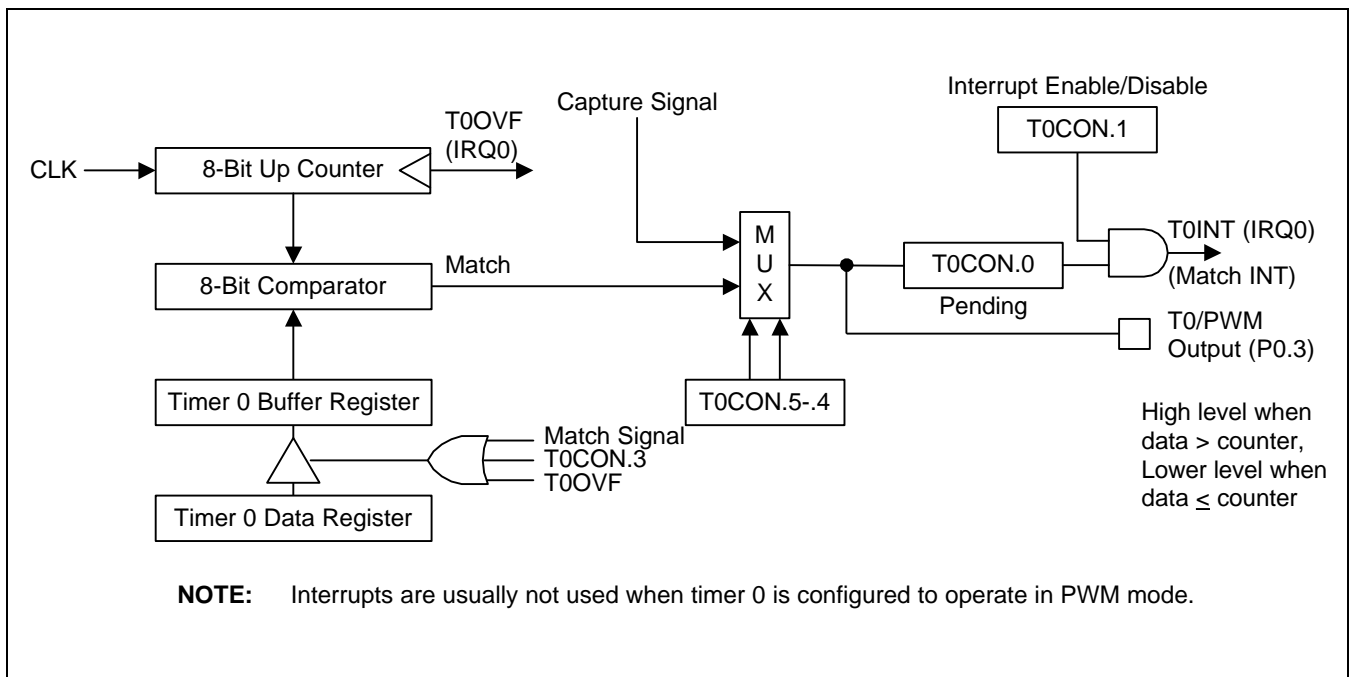 Interrupt Enable/Disable
Capture Signal
T0CON.1
T0OVF
(IRQ0)
CLK
8-Bit Up Counter
M
U
X
T0INT (IRQ0)
(Match INT)
Match
8-Bit Comparator
T0CON.0
Pending
T0/PWM
Output (P0.3)
Timer 0 Buffer Register
T0CON.5-.4
High level when
data > counter,
Lower level when
data ≤ counter
Match Signal
T0CON.3
T0OVF
Timer 0 Data Register
NOTE: Interrupts are usually not used when timer 0 is configured to operate in PWM mode.